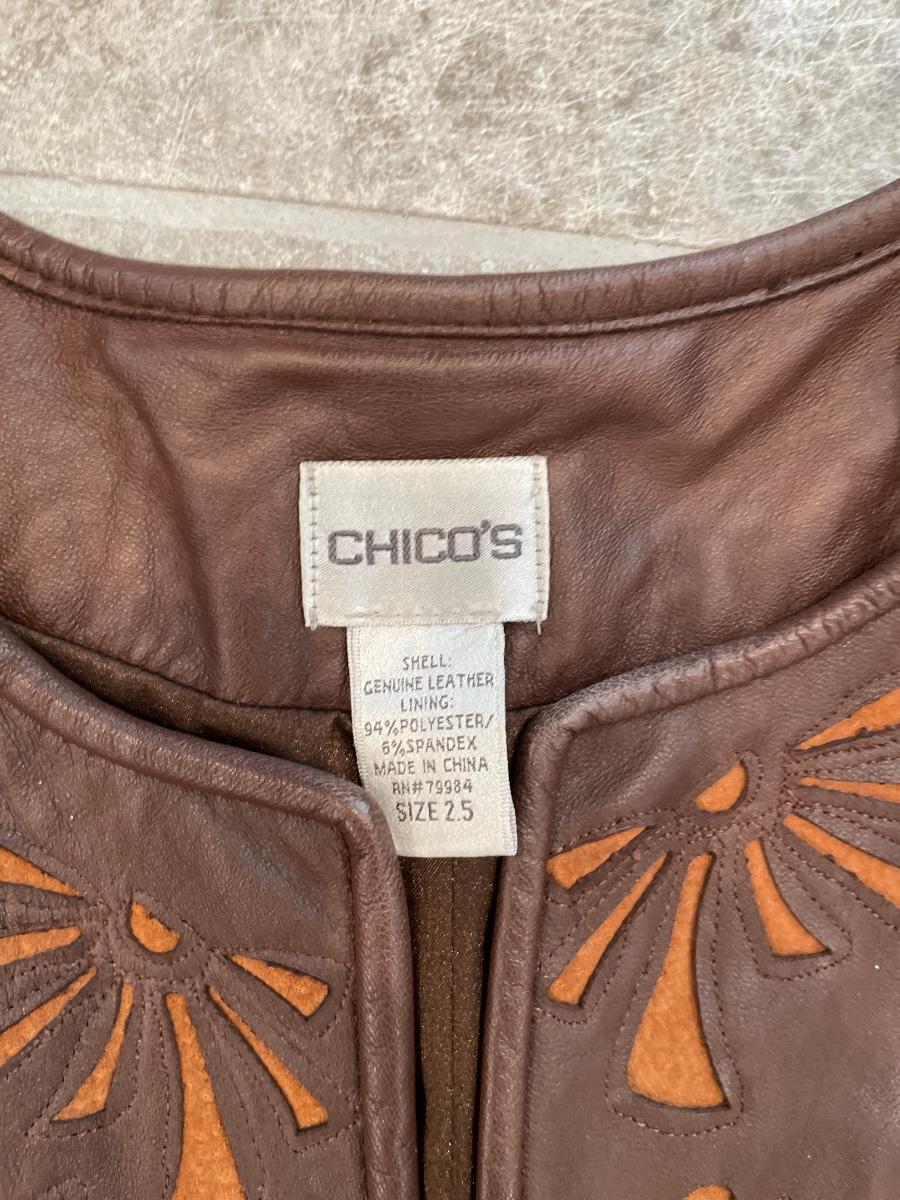 CHICO'S
SHELL:
GENUINE LEATHER
LINING:
94%POLYESTER/
6%SPANDEX
MADE IN CHINA
RN#79984
SIZE 2.5